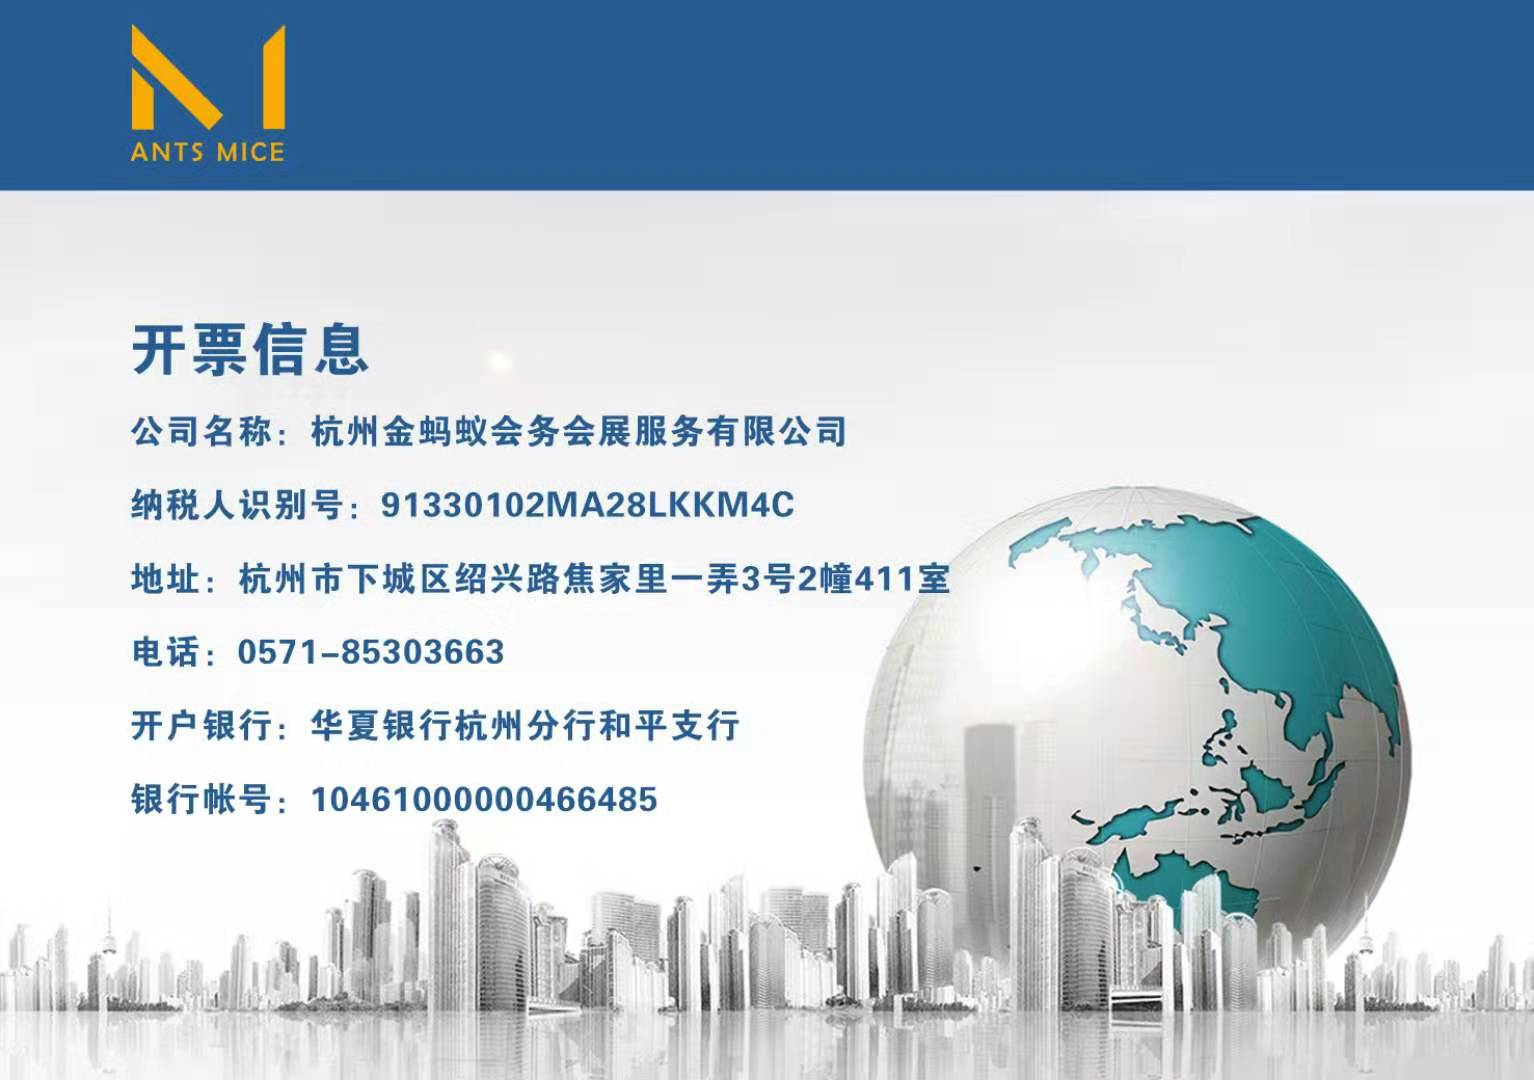 ANTS MICE
开票信息
公司名称：杭州金蚂蚁会务会展服务有限公司
纳税人识别号：91330102MA28LKKM4C
地址：杭州市下城区绍兴路焦家里一弄3号2幢411室
电话：0571-85303663
开户银行：华夏银行杭州分行和平支行
银行帐号：10461000000466485